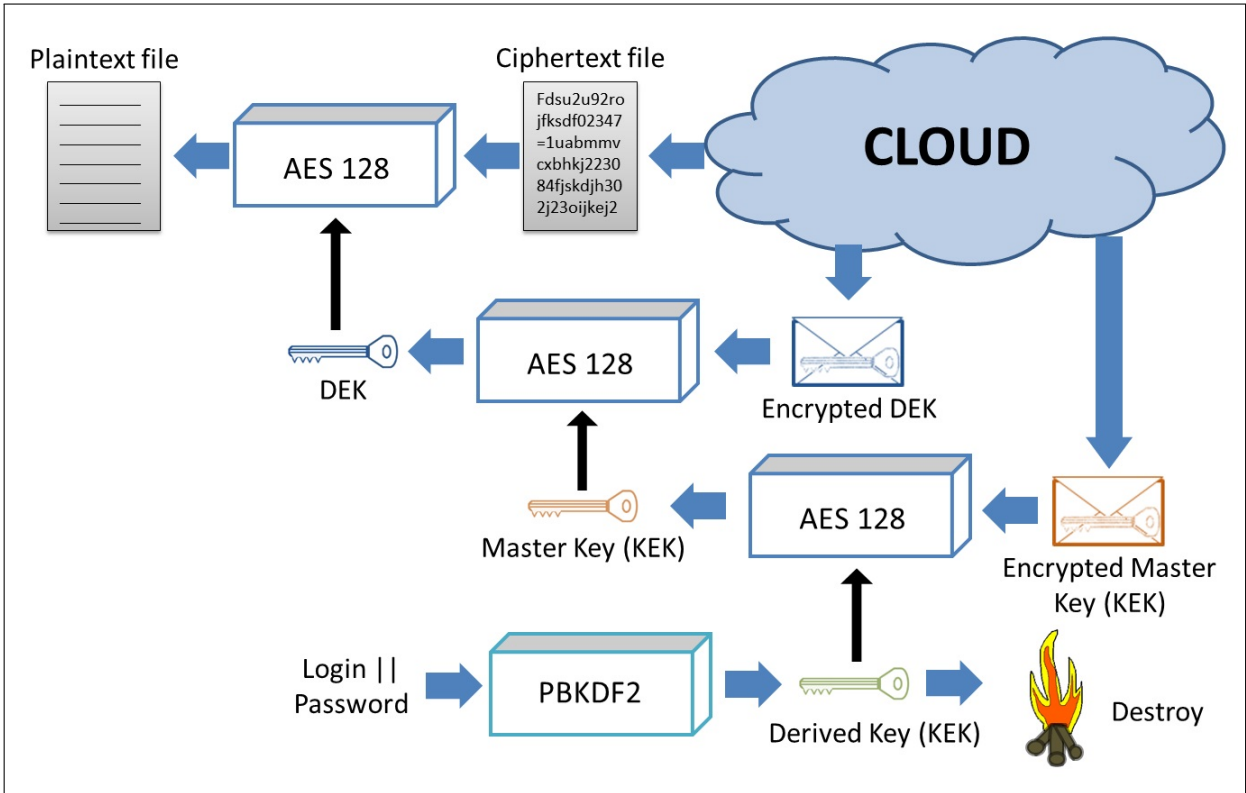 Plaintext file
Ciphertext file
Fdsu2u92ro
jfksdf02347
=1uabmmv
cxbhkj2230
84fjskdjh30
2j23oijkej2
CLOUD
AES 128
AES 128
DEK
Encrypted DEK
AES 128
Master Key (KEK)
Encrypted Master
Key (KEK)
Login ||
Password
PBKDF2
Derived Key (KEK)
Destroy